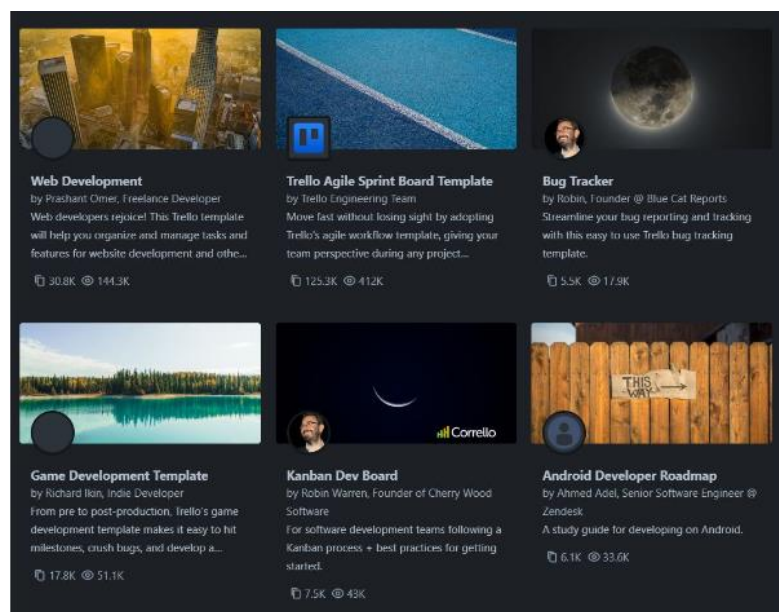 Web Development
by Prashant Omer, Freelance Developer
Web developers rejoice! This Trello template
will help you organize and manage tasks and
features for website development and othe...
30.8K 144.3K
Trello Agile Sprint Board Template
by Trello Engineering Team
Move fast without losing sight by adopting
Trello's agile workflow template, giving your
team perspective during any project...
125.3K 412K
Bug Tracker
by Robin, Founder @ Blue Cat Reports
Streamline your bug reporting and tracking
with this easy to use Trello bug tracking
template.
5.5K 17.9K
Game Development Template
by Richard Ikin, Indie Developer
From pre to post-production, Trello's game
development template makes it easy to hit
milestones, crush bugs, and develop a...
17.8K 51.1K
Corrello
Kanban Dev Board
by Robin Warren, Founder of Cherry Wood
Software
For software development teams following a
Kanban process + best practices for getting
started.
7.5K 43K
THIS
WAY
Android Developer Roadmap
by Ahmed Adel, Senior Software Engineer @
Zendesk
A study guide for developing on Android.
6.1K 33.6K